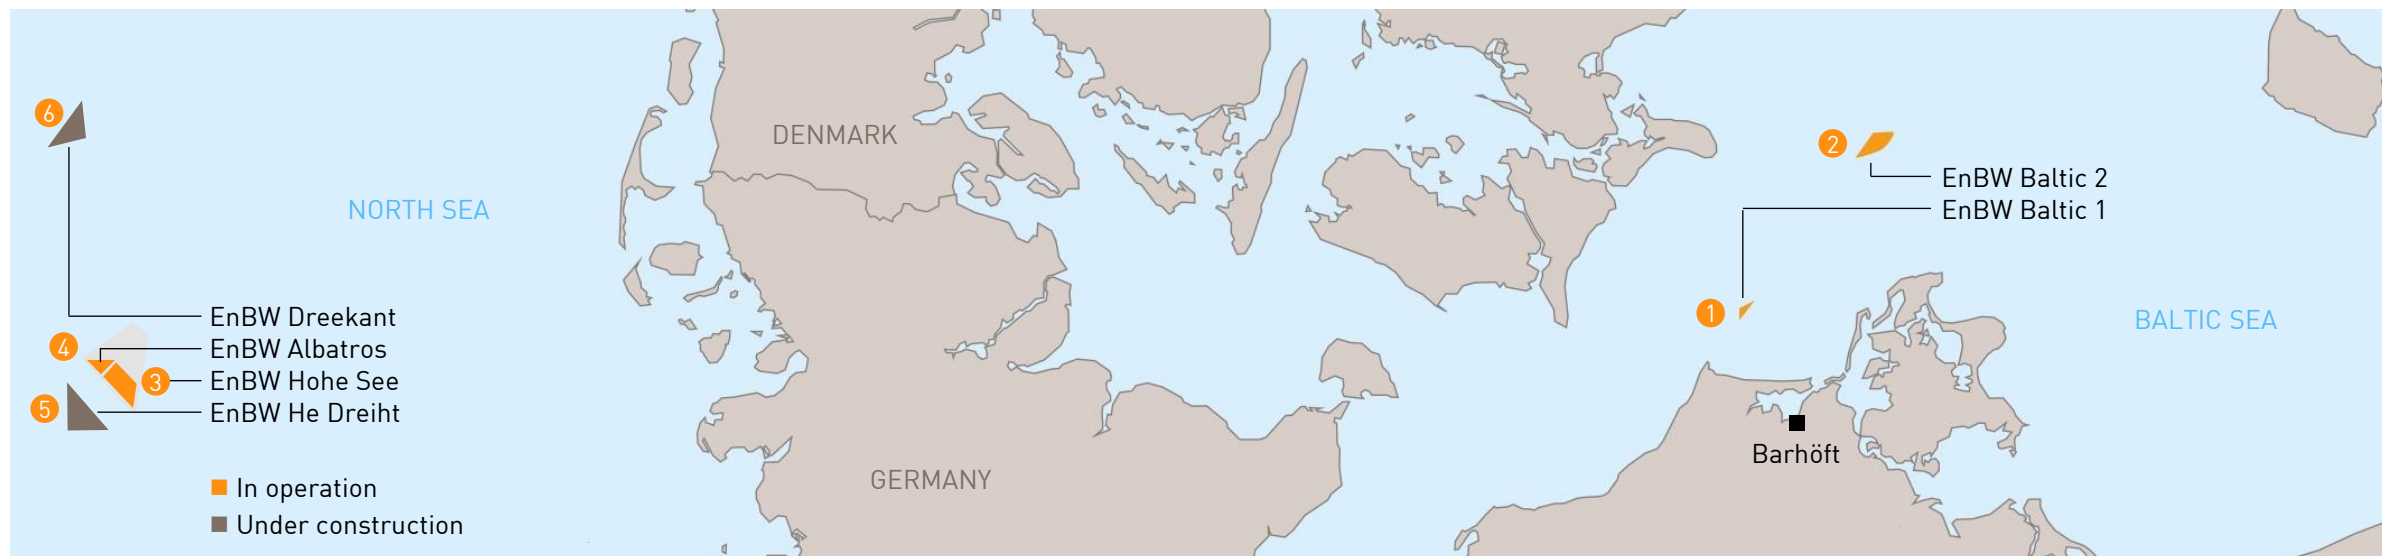 6
DENMARK
2
EnBW Baltic 2
NORTH SEA
EnBW Baltic 1
1
EnBW Dreekant
BALTIC SEA
4
EnBW Albatros
3
EnBW Hohe See
5
EnBW He Dreiht
Barhöft
GERMANY
In operation
Under construction